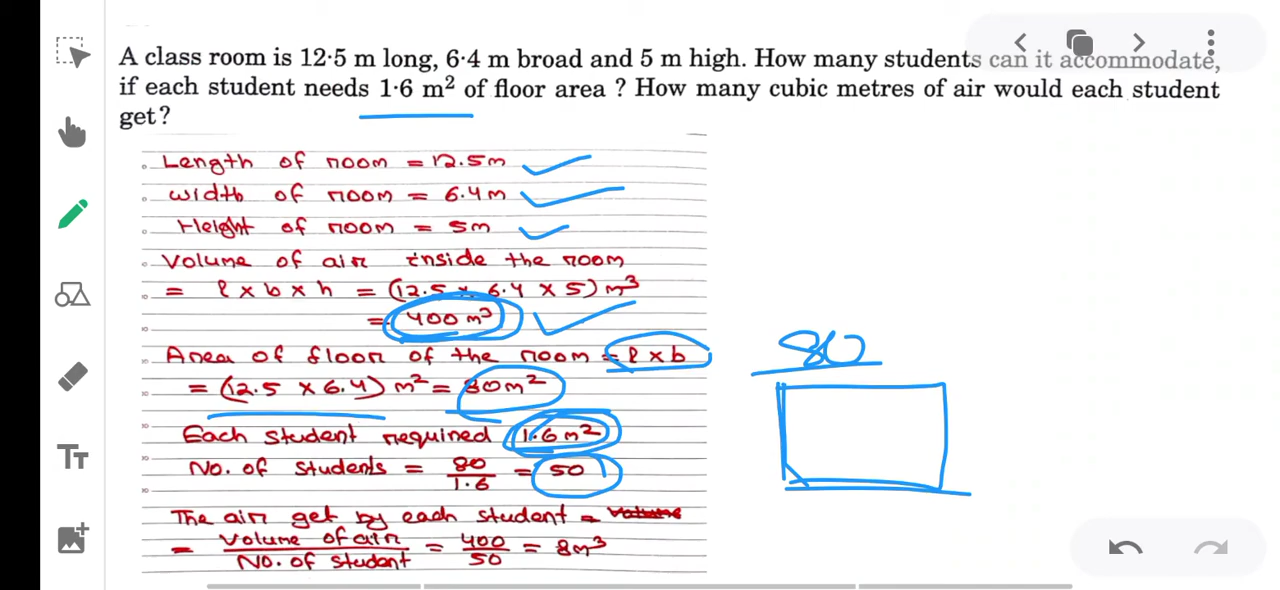 A class room is 12·5 m long, 6·4 m broad and 5 m high. How many students can it accommodate,
if each student needs 1·6 m² of floor area ? How many cubic metres of air would each student
get?
Length of room = 12.5m
width of room = 6.4m
Height of room = 5m
Volume of air inside the room
= l x b x h = (12.5 x 6.4 x 5) m³
= 400 m³
Area of floor of the room = l x b
= (12.5 x 6.4) m² = 80m²
80
Each student required 1.6m²
No. of students = 80/1.6 = 50
The air get by each student = Volume
= Volume of air/No. of student = 400/50 = 8m³
Tt